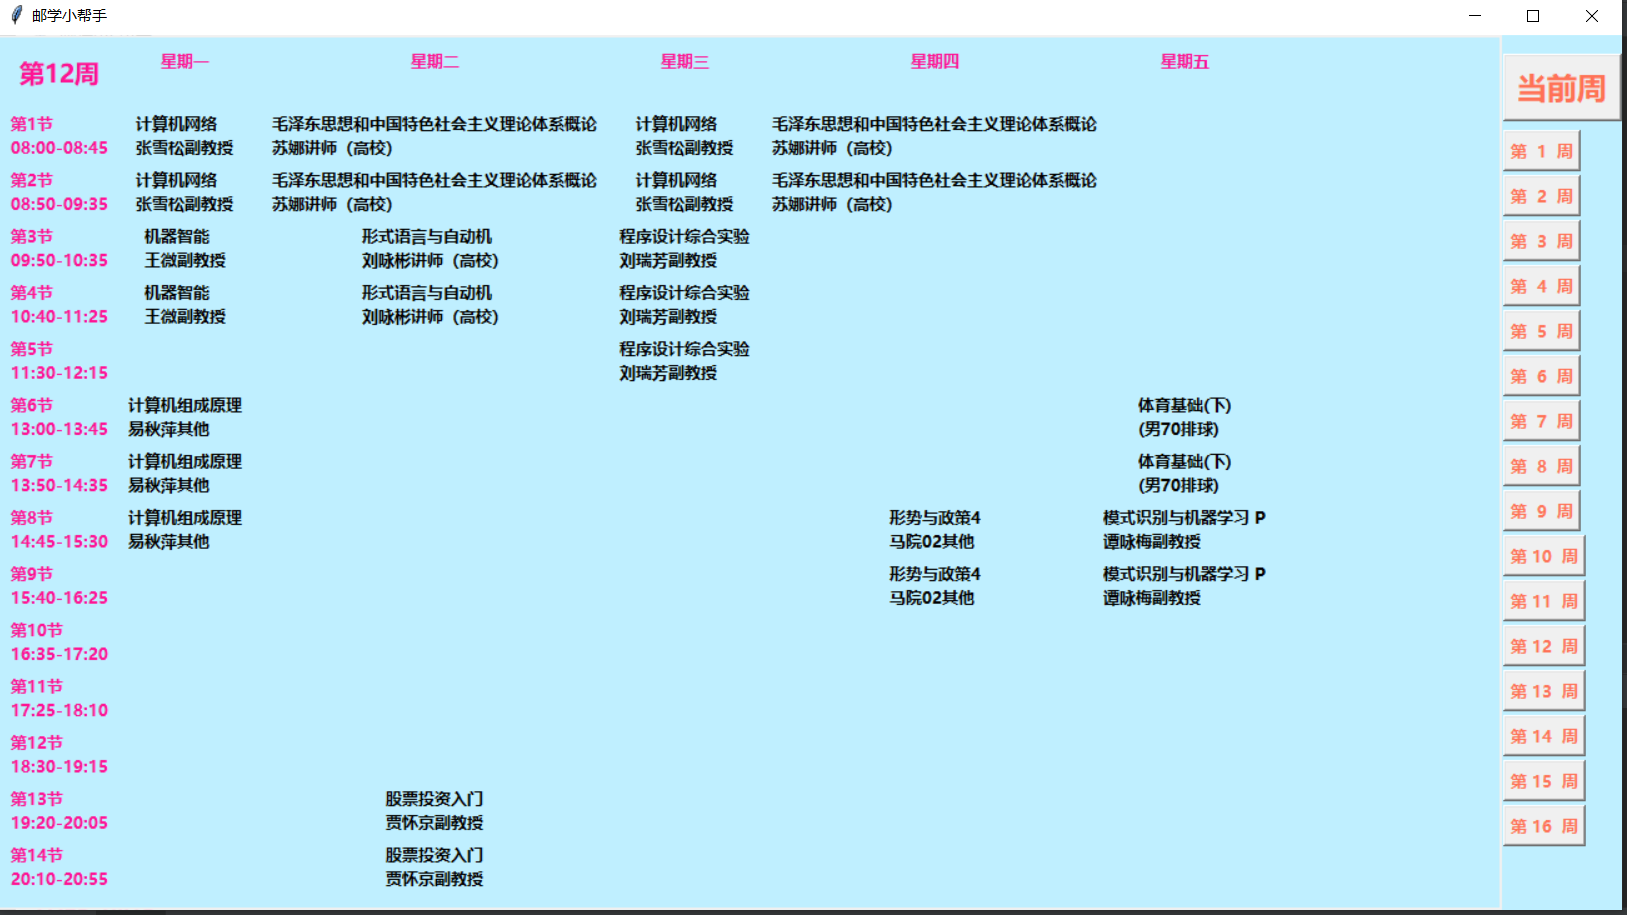 邮学小帮手
第12周 星期一 星期二 星期三 星期四 星期五
当前周
第1节 计算机网络 毛泽东思想和中国特色社会主义理论体系概论 计算机网络 毛泽东思想和中国特色社会主义理论体系概论
08:00-08:45 张雪松副教授 苏娜讲师（高校） 张雪松副教授 苏娜讲师（高校）
第2节 计算机网络 毛泽东思想和中国特色社会主义理论体系概论 计算机网络 毛泽东思想和中国特色社会主义理论体系概论
08:50-09:35 张雪松副教授 苏娜讲师（高校） 张雪松副教授 苏娜讲师（高校）
第3节 机器智能 形式语言与自动机 程序设计综合实验
09:50-10:35 王微副教授 刘咏彬讲师（高校） 刘瑞芳副教授
第4节 机器智能 形式语言与自动机 程序设计综合实验
10:40-11:25 王微副教授 刘咏彬讲师（高校） 刘瑞芳副教授
第5节 程序设计综合实验
11:30-12:15 刘瑞芳副教授
第6节 计算机组成原理 体育基础(下)
13:00-13:45 易秋萍其他 (男70排球)
第7节 计算机组成原理 体育基础(下)
13:50-14:35 易秋萍其他 (男70排球)
第8节 计算机组成原理 形势与政策4 模式识别与机器学习 P
14:45-15:30 易秋萍其他 马院02其他 谭咏梅副教授
第9节 形势与政策4 模式识别与机器学习 P
15:40-16:25 马院02其他 谭咏梅副教授
第10节
16:35-17:20
第11节
17:25-18:10
第12节
18:30-19:15
第13节 股票投资入门
19:20-20:05 贾怀京副教授
第14节 股票投资入门
20:10-20:55 贾怀京副教授
第 1 周
第 2 周
第 3 周
第 4 周
第 5 周
第 6 周
第 7 周
第 8 周
第 9 周
第 10 周
第 11 周
第 12 周
第 13 周
第 14 周
第 15 周
第 16 周